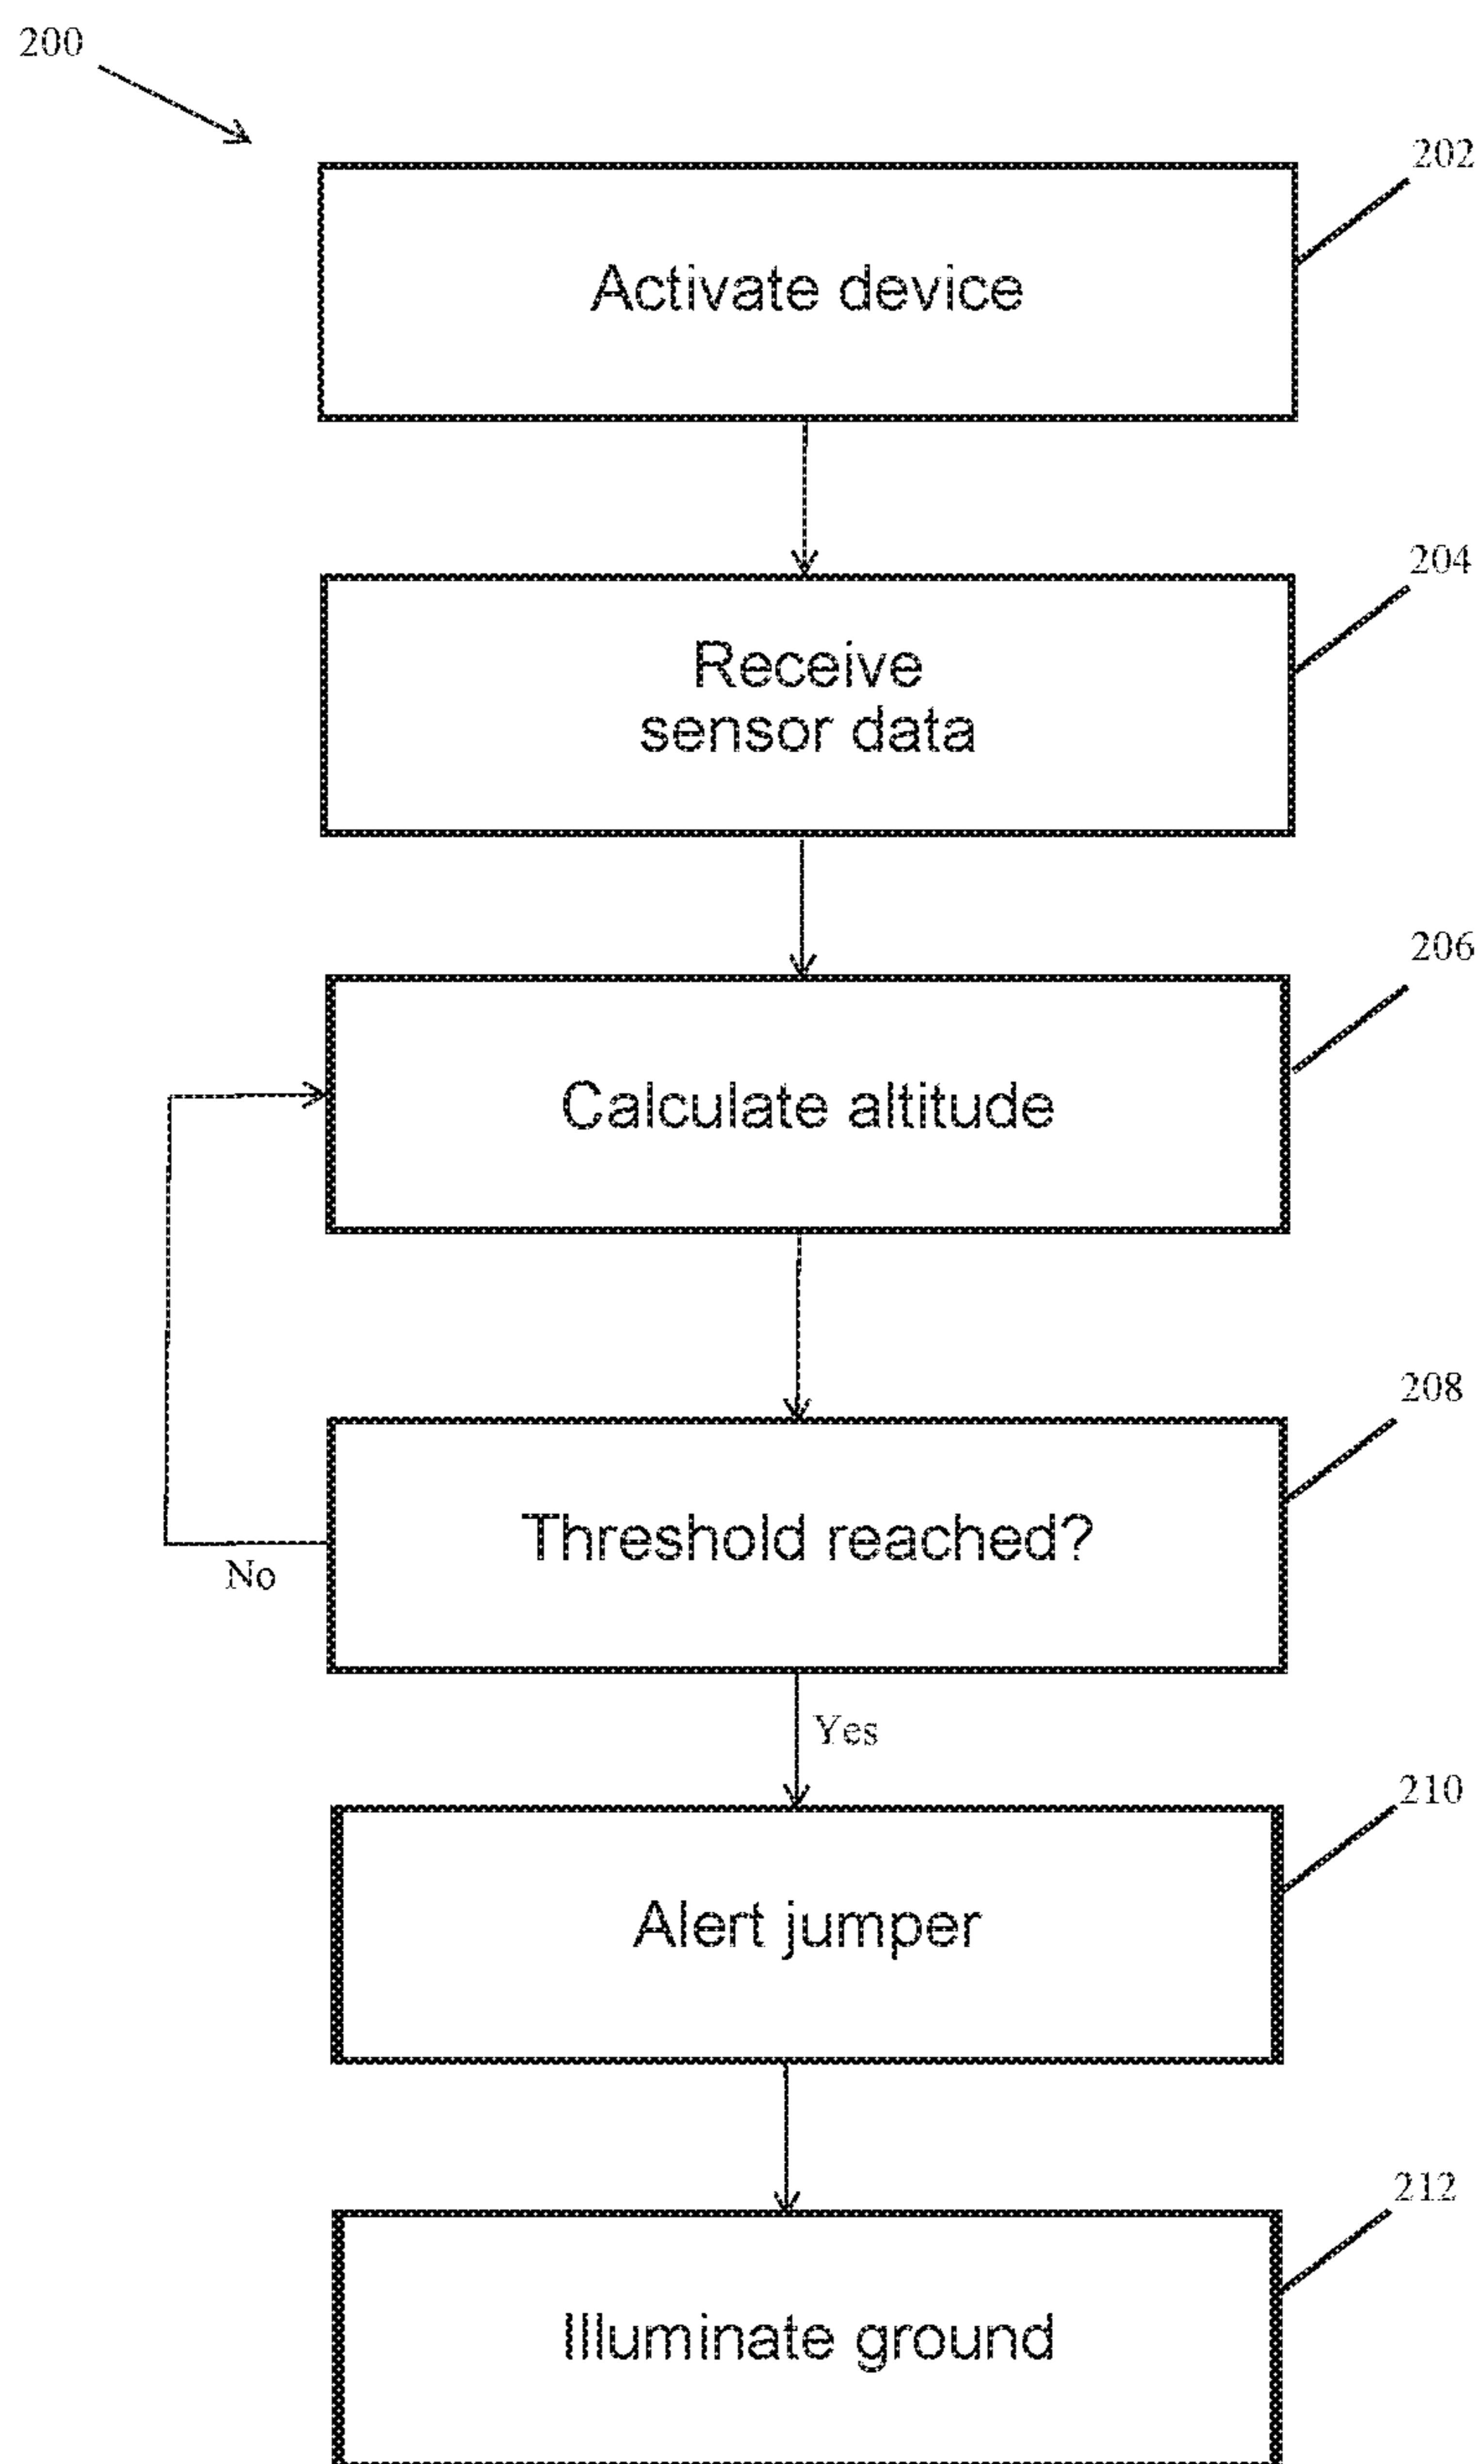 200
202
Activate device
204
Receive
sensor data
206
Calculate altitude
208
Threshold reached?
No
Yes
210
Alert jumper
212
Illuminate ground